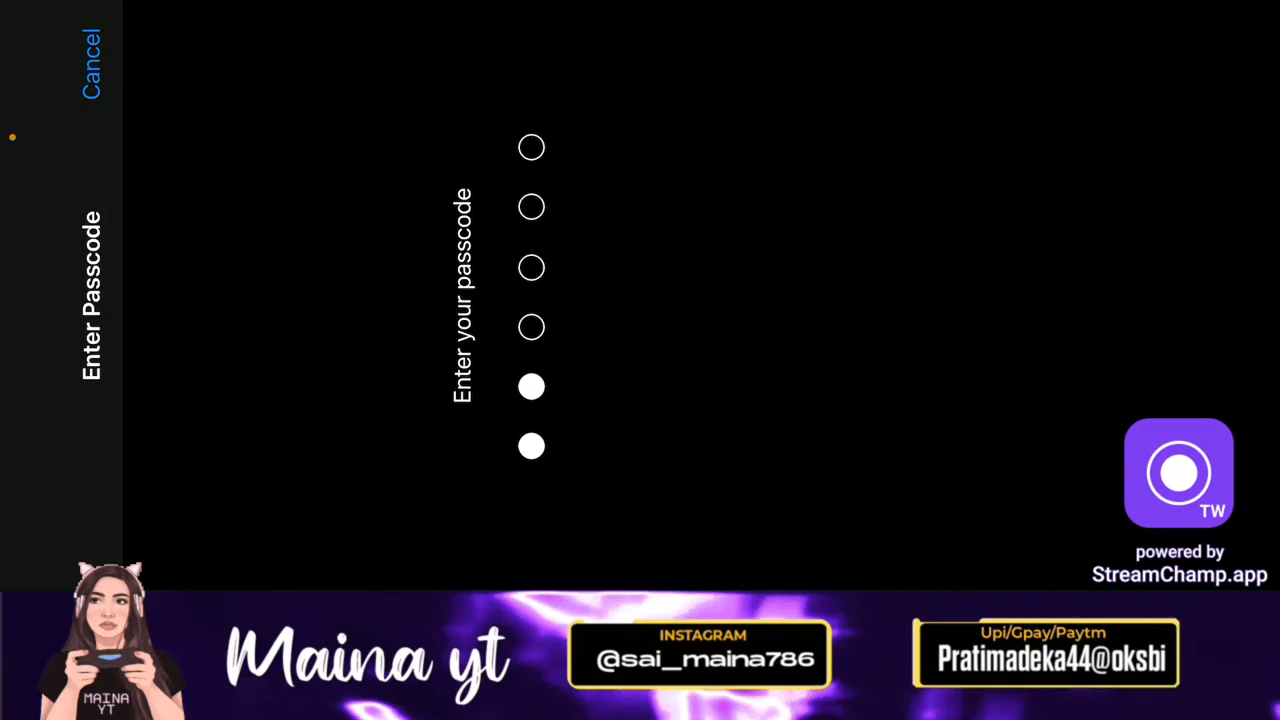 Cancel
Enter Passcode
Enter your passcode
TW
powered by
StreamChamp.app
Maina yt
INSTAGRAM
@sai_maina786
Upi/Gpay/Paytm
Pratimadeka44@oksbi
MAINA
YT